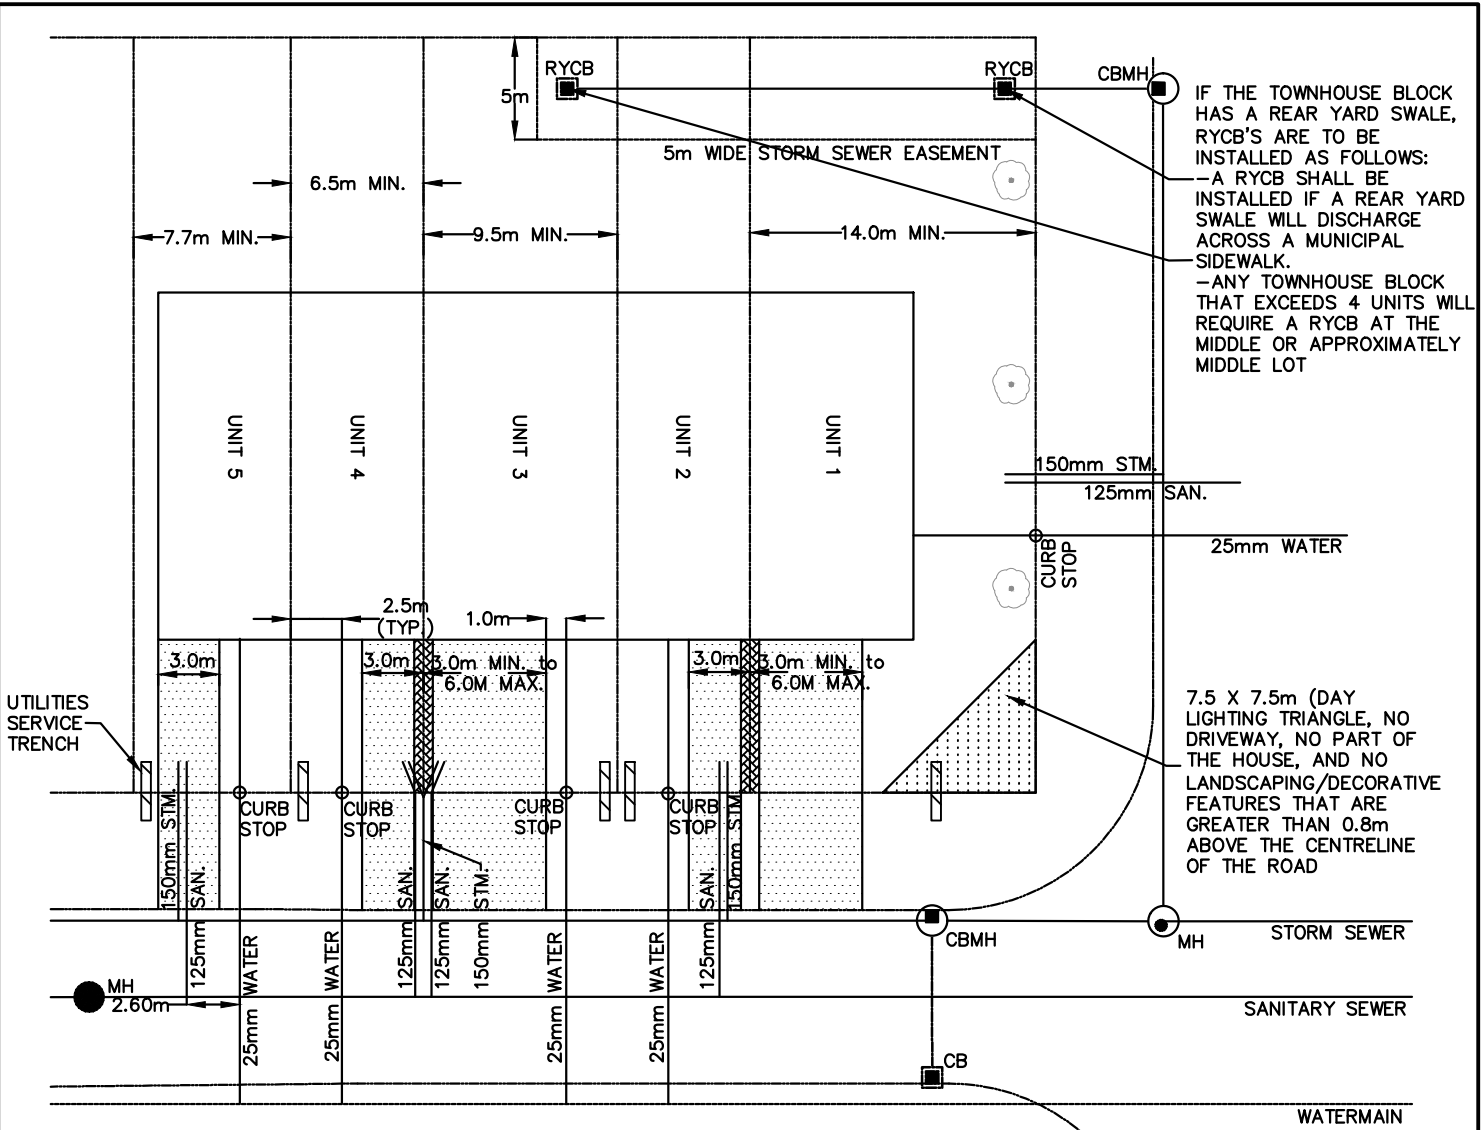 RYCB
RYCB
CBMH
5m
5m WIDE STORM SEWER EASEMENT
IF THE TOWNHOUSE BLOCK
HAS A REAR YARD SWALE,
RYCB'S ARE TO BE
INSTALLED AS FOLLOWS:
-A RYCB SHALL BE
INSTALLED IF A REAR YARD
SWALE WILL DISCHARGE
ACROSS A MUNICIPAL
SIDEWALK.
-ANY TOWNHOUSE BLOCK
THAT EXCEEDS 4 UNITS WILL
REQUIRE A RYCB AT THE
MIDDLE OR APPROXIMATELY
MIDDLE LOT
6.5m MIN.
7.7m MIN.
9.5m MIN.
14.0m MIN.
UNIT 5
UNIT 4
UNIT 3
UNIT 2
UNIT 1
150mm STM.
125mm SAN.
25mm WATER
CURB
STOP
2.5m
(TYP.)
1.0m
3.0m
3.0m
3.0m MIN. to
6.0M MAX.
3.0m
3.0m MIN. to
6.0M MAX.
UTILITIES
SERVICE
TRENCH
7.5 X 7.5m (DAY
LIGHTING TRIANGLE, NO
DRIVEWAY, NO PART OF
THE HOUSE, AND NO
LANDSCAPING/DECORATIVE
FEATURES THAT ARE
GREATER THAN 0.8m
ABOVE THE CENTRELINE
OF THE ROAD
CURB
STOP
CURB
STOP
CURB
STOP
CURB
STOP
150mm STM.
125mm SAN.
25mm WATER
25mm WATER
125mm SAN.
125mm SAN.
150mm STM.
25mm WATER
25mm WATER
125mm SAN.
150mm STM.
CBMH
MH
STORM SEWER
MH
2.60m
SANITARY SEWER
CB
WATERMAIN